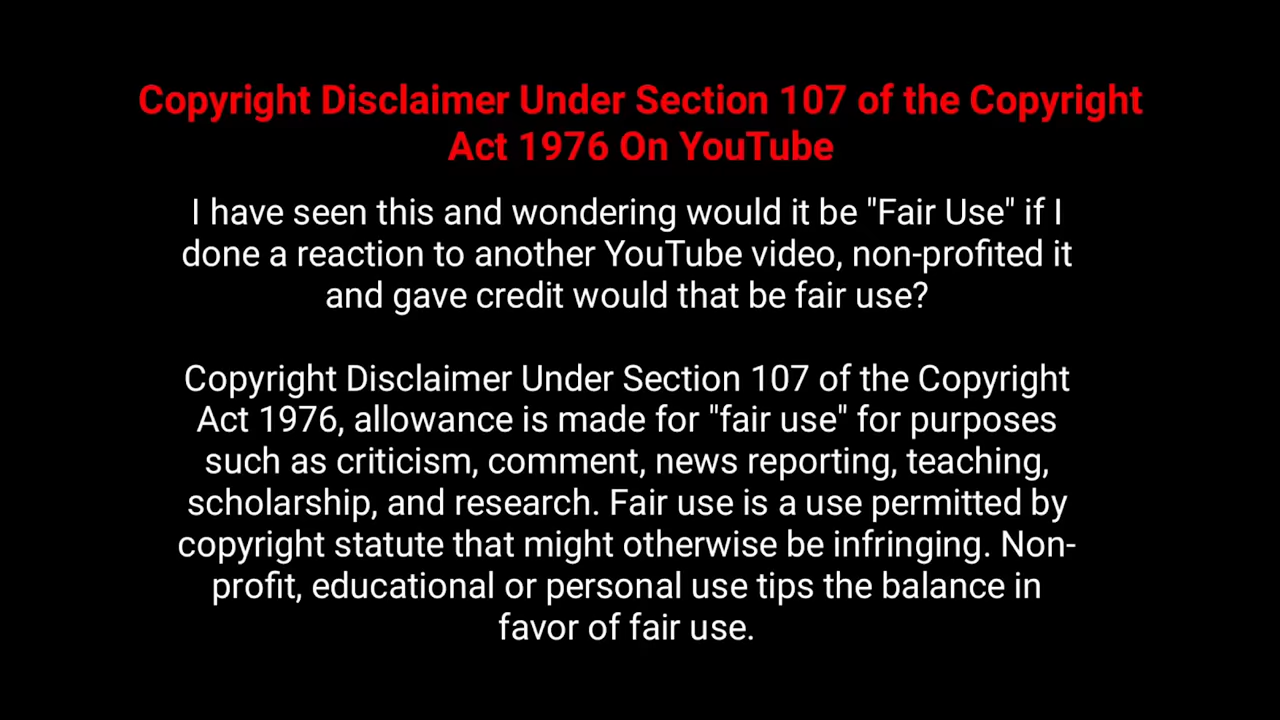 Copyright Disclaimer Under Section 107 of the Copyright
Act 1976 On YouTube
I have seen this and wondering would it be "Fair Use" if I
done a reaction to another YouTube video, non-profited it
and gave credit would that be fair use?
Copyright Disclaimer Under Section 107 of the Copyright
Act 1976, allowance is made for "fair use" for purposes
such as criticism, comment, news reporting, teaching,
scholarship, and research. Fair use is a use permitted by
copyright statute that might otherwise be infringing. Non-
profit, educational or personal use tips the balance in
favor of fair use.